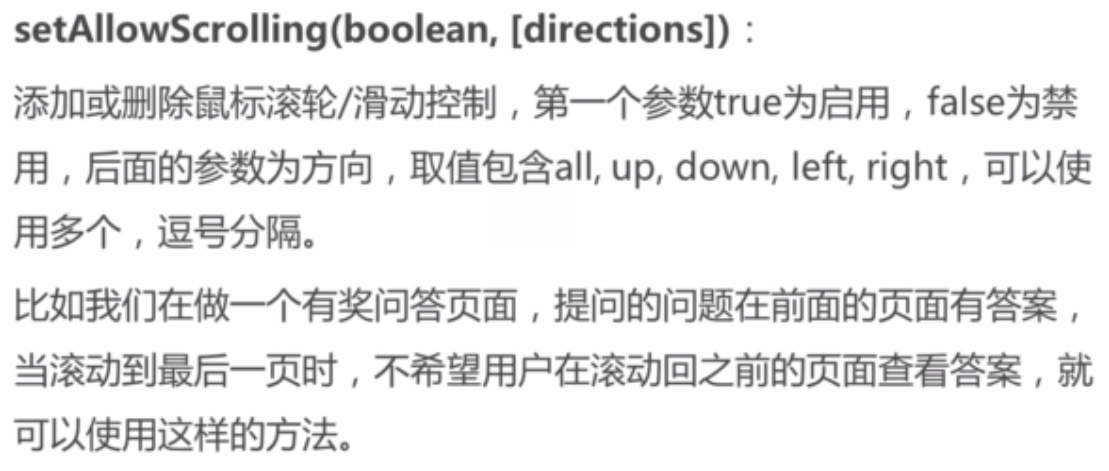 setAllowScrolling(boolean, [directions])：
添加或删除鼠标滚轮/滑动控制，第一个参数true为启用，false为禁
用，后面的参数为方向，取值包含all, up, down, left, right，可以使
用多个，逗号分隔。
比如我们在做一个有奖问答页面，提问的问题在前面的页面有答案，
当滚动到最后一页时，不希望用户在滚动回之前的页面查看答案，就
可以使用这样的方法。